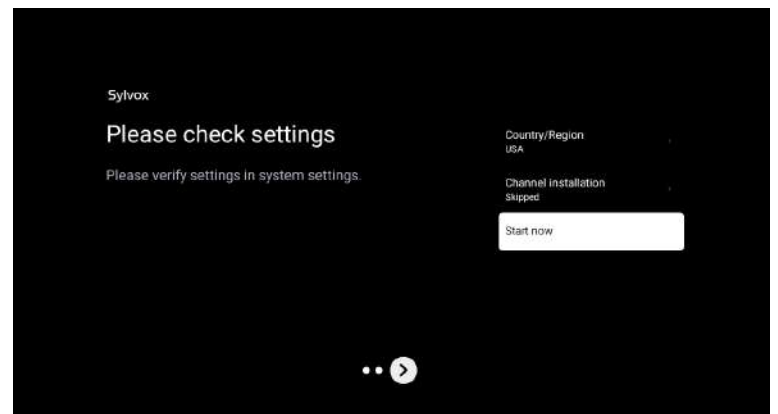 Sylvox
Please check settings
Please verify settings in system settings.
Country/Region
USA
Channel installation
Skipped
Start now